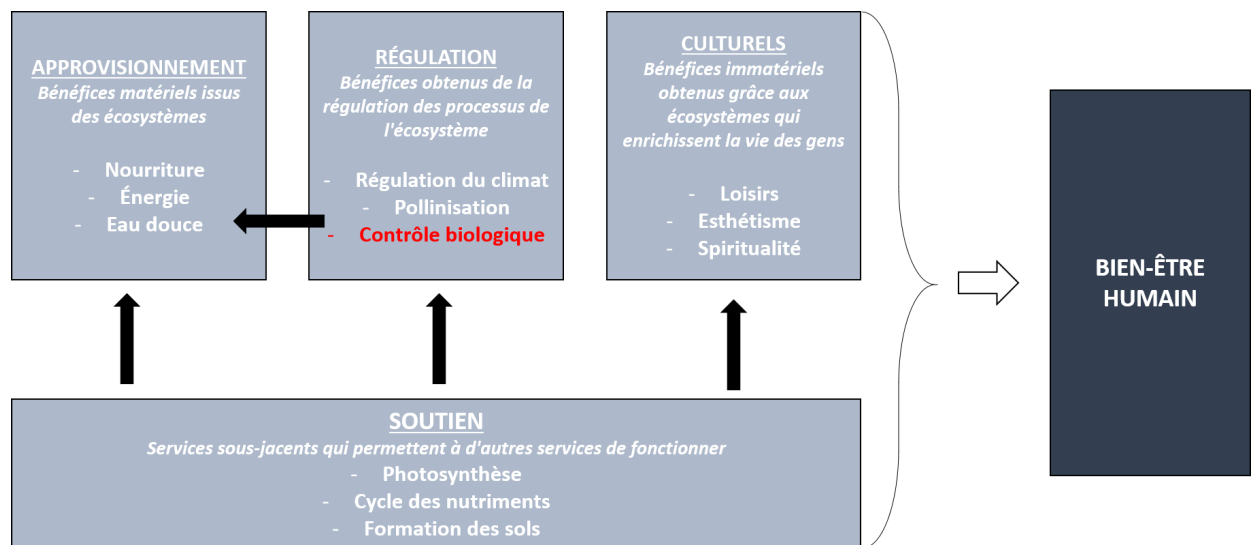 APPROVISIONNEMENT
Bénéfices matériels issus
des écosystèmes
- Nourriture
- Énergie
- Eau douce
RÉGULATION
Bénéfices obtenus de la
régulation des processus de
l'écosystème
- Régulation du climat
- Pollinisation
- Contrôle biologique
CULTURELS
Bénéfices immatériels
obtenus grâce aux
écosystèmes qui
enrichissent la vie des gens
- Loisirs
- Esthétisme
- Spiritualité
SOUTIEN
Services sous-jacents qui permettent à d'autres services de fonctionner
- Photosynthèse
- Cycle des nutriments
- Formation des sols
BIEN-ÊTRE
HUMAIN